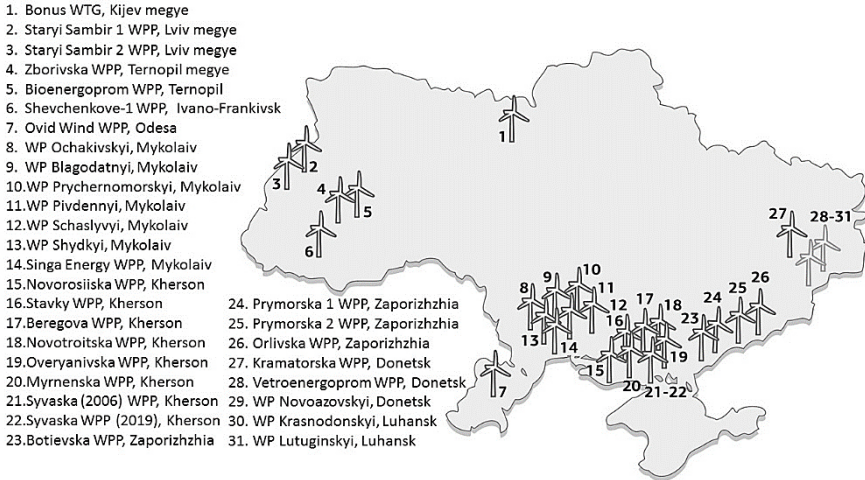 1. Bonus WTG, Kijev megye
2. Staryi Sambir 1 WPP, Lviv megye
3. Staryi Sambir 2 WPP, Lviv megye
4. Zborivska WPP, Ternopil megye
5. Bioenergoprom WPP, Ternopil
6. Shevchenkove-1 WPP, Ivano-Frankivsk
7. Ovid Wind WPP, Odesa
8. WP Ochakivskyi, Mykolaiv
9. WP Blagodatnyi, Mykolaiv
10.WP Prychernomorskyi, Mykolaiv
11.WP Pivdennyi, Mykolaiv
12.WP Schaslyvyi, Mykolaiv
13.WP Shydkyi, Mykolaiv
14.Singa Energy WPP, Mykolaiv
15.Novorosiiska WPP, Kherson
16.Stavky WPP, Kherson
17.Beregova WPP, Kherson
18.Novotroitska WPP, Kherson
19.Overyanivska WPP, Kherson
20.Myrnenska WPP, Kherson
21.Syvaska (2006) WPP, Kherson
22.Syvaska WPP (2019), Kherson
23.Botievska WPP, Zaporizhzhia
24. Prymorska 1 WPP, Zaporizhzhia
25. Prymorska 2 WPP, Zaporizhzhia
26. Orlivska WPP, Zaporizhzhia
27. Kramatorska WPP, Donetsk
28. Vetroenergoprom WPP, Donetsk
29. WP Novoazovskyi, Donetsk
30. WP Krasnodonskyi, Luhansk
31. WP Lutuginskyi, Luhansk
1
2
3
4
5
6
27
28-31
8
9
10
11
12
13
14
16
17
18
23
24
25
26
7
15
20
19
21-22